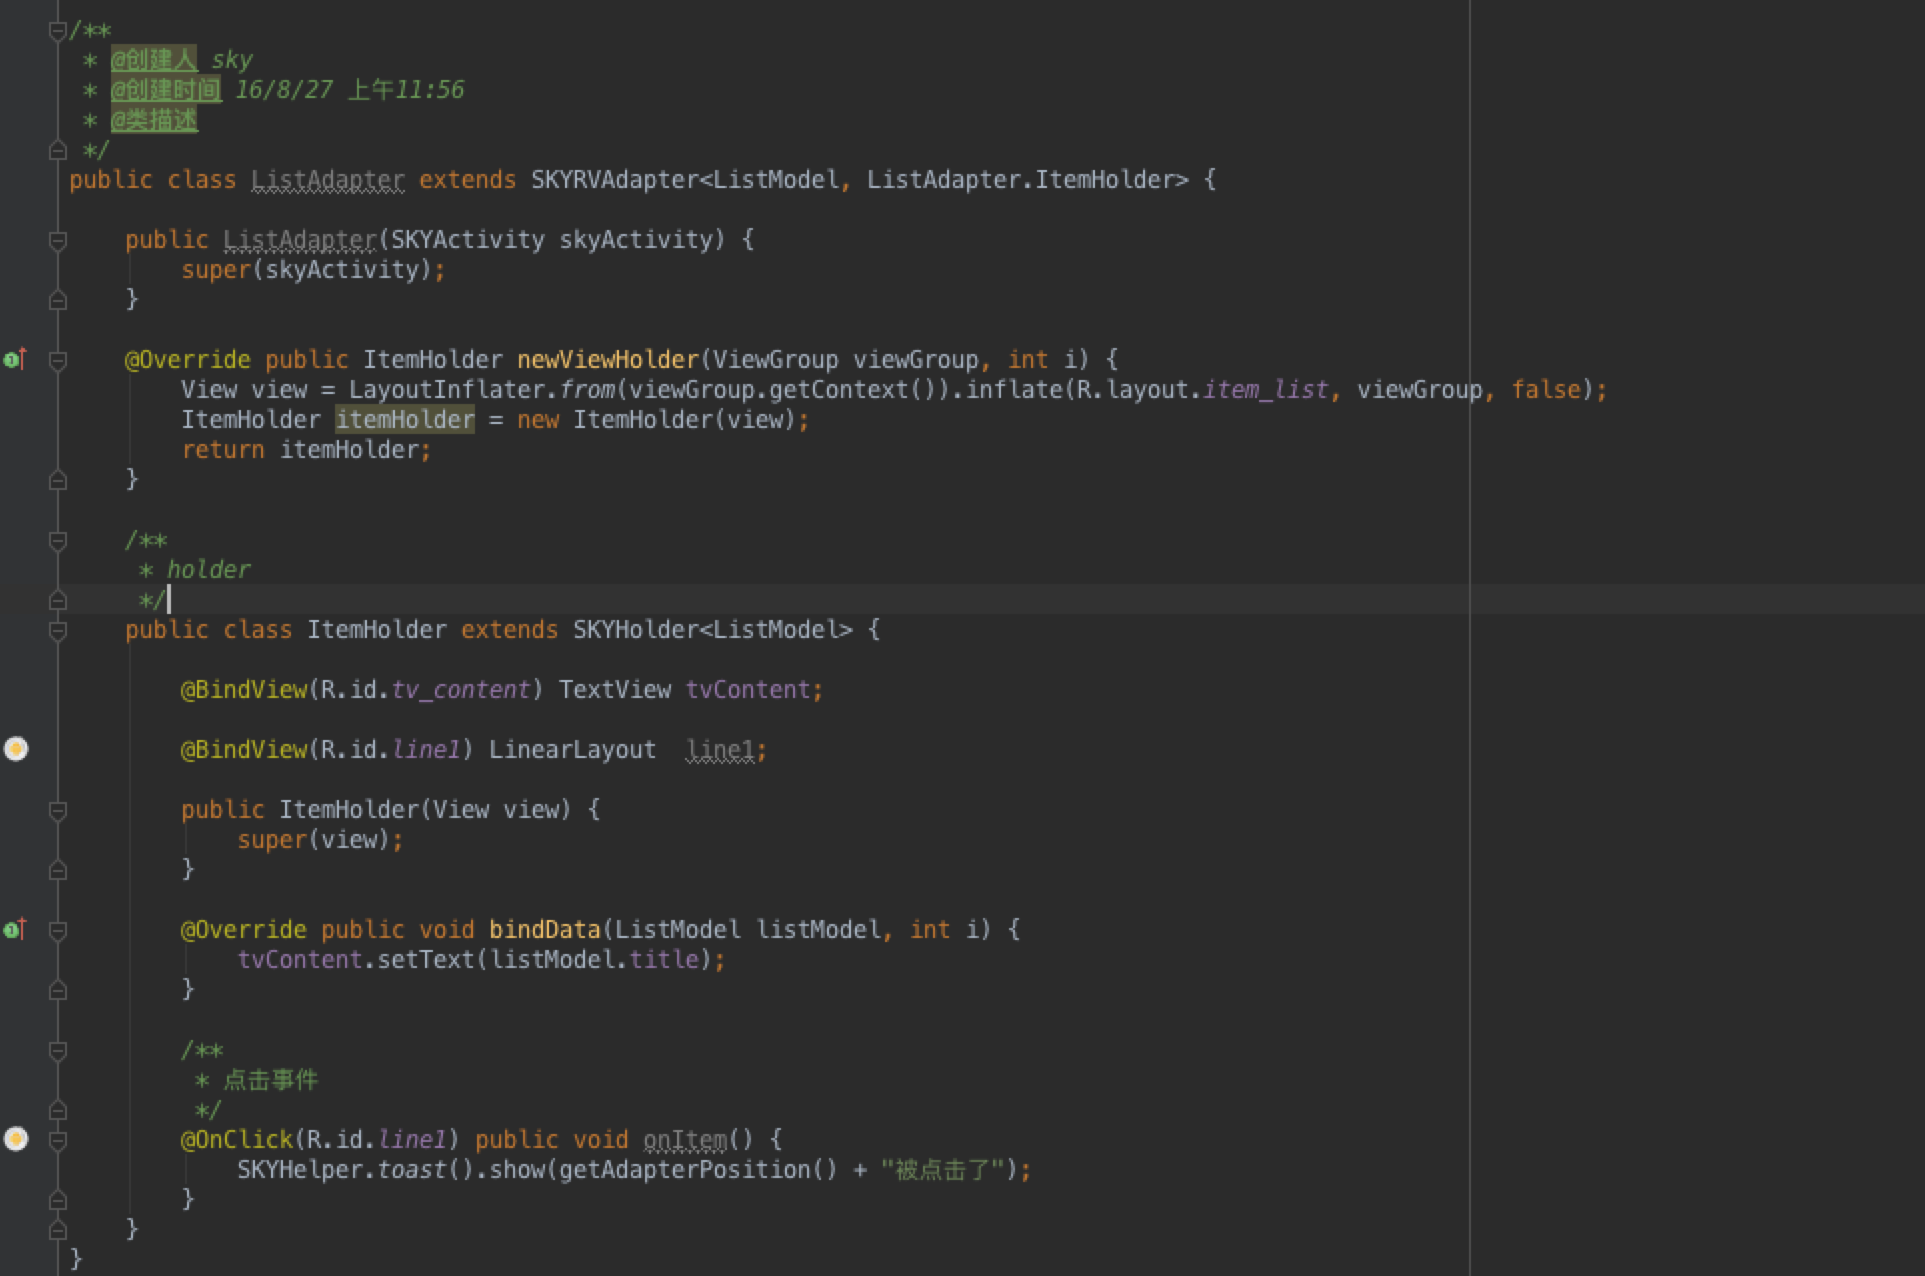 /**
 * @创建人 sky
 * @创建时间 16/8/27 上午11:56
 * @类描述
 */
public class ListAdapter extends SKYRVAdapter<ListModel, ListAdapter.ItemHolder> {
    public ListAdapter(SKYActivity skyActivity) {
        super(skyActivity);
    }
    @Override public ItemHolder newViewHolder(ViewGroup viewGroup, int i) {
        View view = LayoutInflater.from(viewGroup.getContext()).inflate(R.layout.item_list, viewGroup, false);
        ItemHolder itemHolder = new ItemHolder(view);
        return itemHolder;
    }
    /**
     * holder
     */
    public class ItemHolder extends SKYHolder<ListModel> {
        @BindView(R.id.tv_content) TextView tvContent;
        @BindView(R.id.line1) LinearLayout  line1;
        public ItemHolder(View view) {
            super(view);
        }
        @Override public void bindData(ListModel listModel, int i) {
            tvContent.setText(listModel.title);
        }
        /**
         * 点击事件
         */
        @OnClick(R.id.line1) public void onItem() {
            SKYHelper.toast().show(getAdapterPosition() + "被点击了");
        }
    }
}